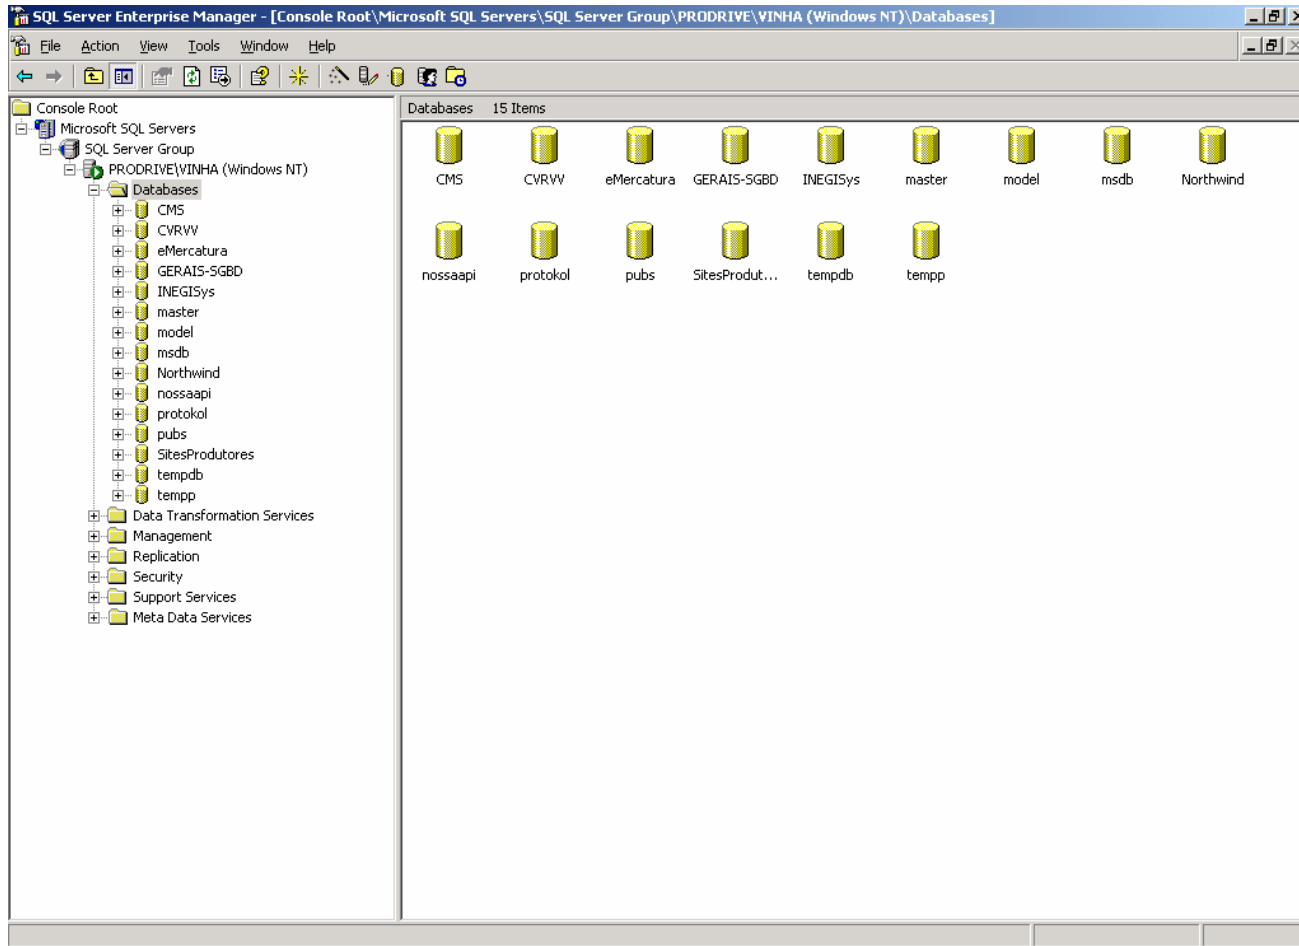 SQL Server Enterprise Manager - [Console Root\Microsoft SQL Servers\SQL Server Group\PRODRIVE\VINHA (Windows NT)\Databases]
File Action View Tools Window Help
Console Root
Microsoft SQL Servers
SQL Server Group
PRODRIVE\VINHA (Windows NT)
Databases
CMS
CVRVV
eMercatura
GERAIS-SGBD
INEGISys
master
model
msdb
Northwind
nossaapi
protokol
pubs
SitesProdutores
tempdb
tempp
Data Transformation Services
Management
Replication
Security
Support Services
Meta Data Services
Databases 15 Items
CMS CVRVV eMercatura GERAIS-SGBD INEGISys master model msdb Northwind
nossaapi protokol pubs SitesProdut... tempdb tempp